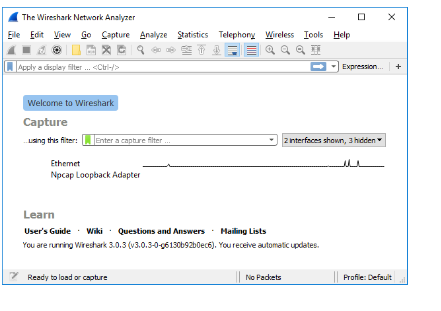 The Wireshark Network Analyzer
File Edit View Go Capture Analyze Statistics Telephony Wireless Tools Help
Apply a display filter ... <Ctrl-/> Expression... +
Welcome to Wireshark
Capture
...using this filter: Enter a capture filter ... 2 interfaces shown, 3 hidden
Ethernet
Npcap Loopback Adapter
Learn
User's Guide · Wiki · Questions and Answers · Mailing Lists
You are running Wireshark 3.0.3 (v3.0.3-0-g6130b92b0ec6). You receive automatic updates.
Ready to load or capture No Packets Profile: Default